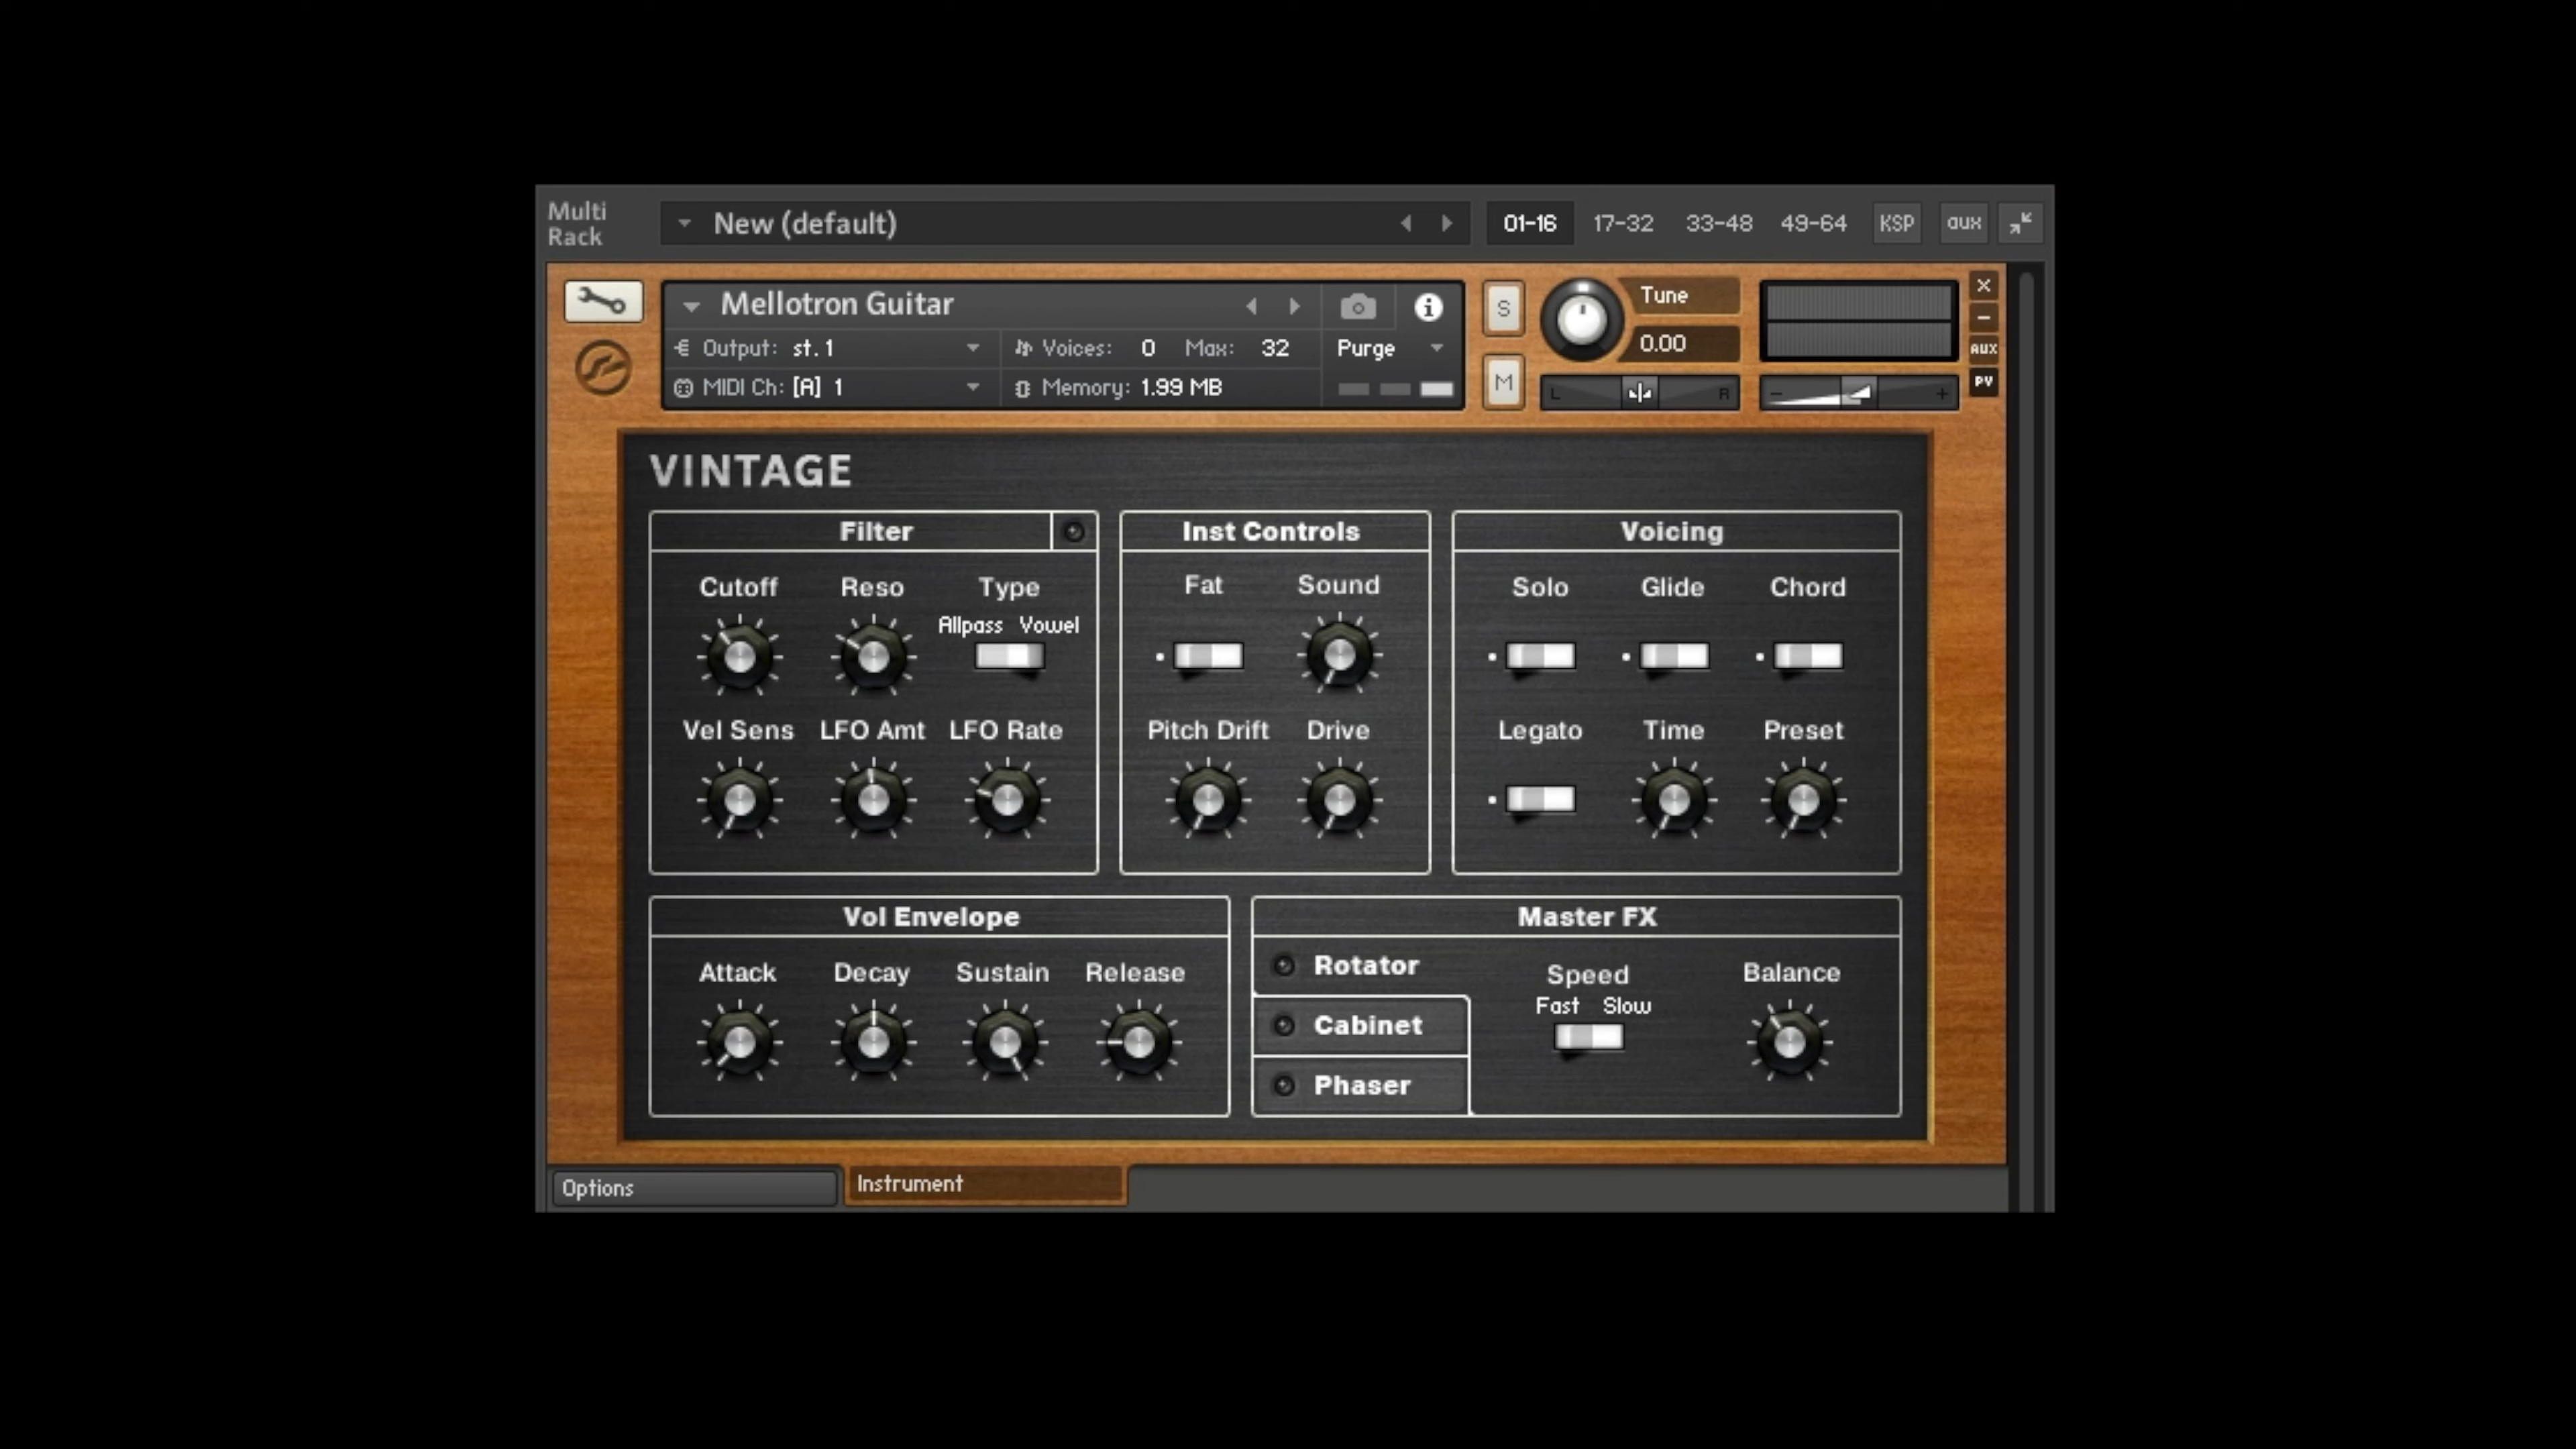 Multi
Rack
New (default)
01-16 17-32 33-48 49-64 KSP aux
Mellotron Guitar
S
Tune
x
–
Output: st.1
Voices: 0 Max: 32
Purge
0.00
AUX
MIDI Ch: [A] 1
Memory: 1.99 MB
M
L R
- +
PV
VINTAGE
Filter
Cutoff Reso Type
Allpass Vowel
Vel Sens LFO Amt LFO Rate
Inst Controls
Fat Sound
Pitch Drift Drive
Voicing
Solo Glide Chord
Legato Time Preset
Vol Envelope
Attack Decay Sustain Release
Master FX
Rotator
Cabinet
Phaser
Speed
Fast Slow
Balance
Options
Instrument